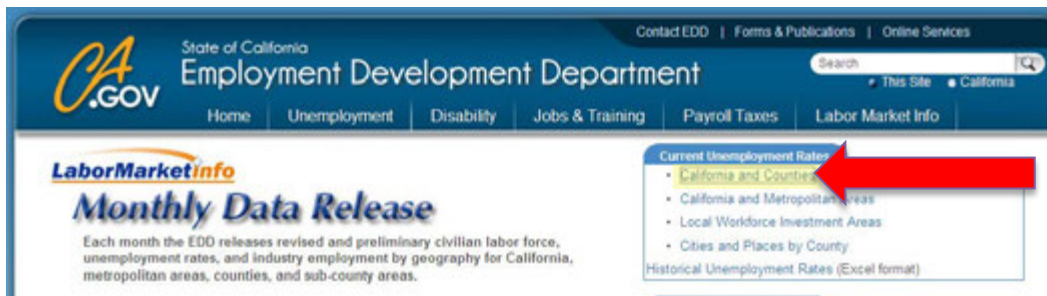 Contact EDD | Forms & Publications | Online Services
CA
.GOV
State of California
Employment Development Department
Search
This Site California
Home Unemployment Disability Jobs & Training Payroll Taxes Labor Market Info
LaborMarketinfo
Monthly Data Release
Each month the EDD releases revised and preliminary civilian labor force,
unemployment rates, and industry employment by geography for California,
metropolitan areas, counties, and sub-county areas.
Current Unemployment Rates
• California and Counties
• California and Metropolitan Areas
• Local Workforce Investment Areas
• Cities and Places by County
Historical Unemployment Rates (Excel format)